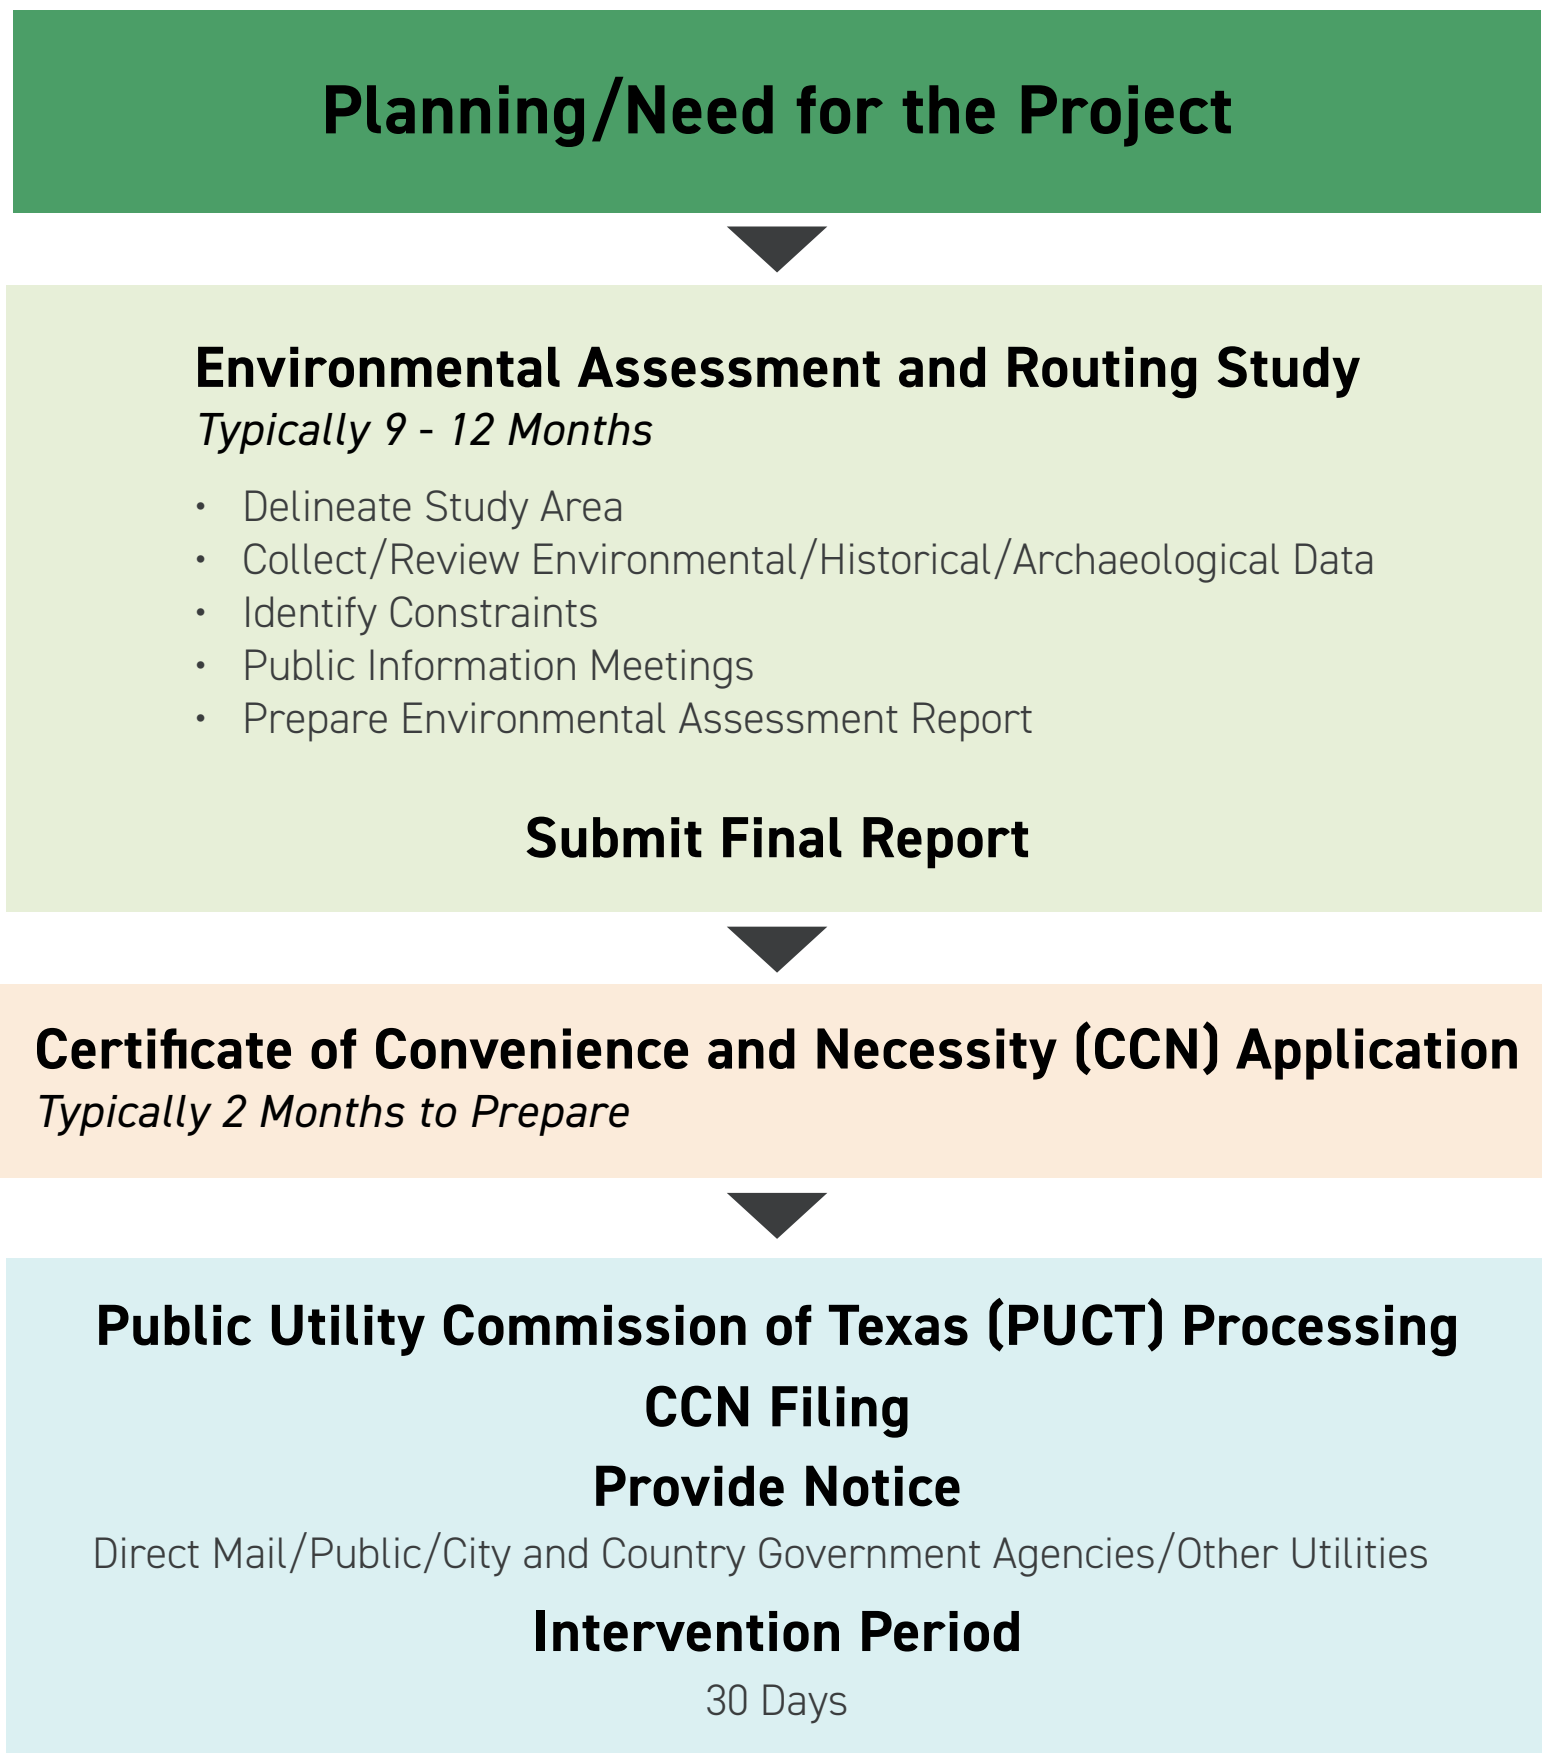 Planning/Need for the Project
Environmental Assessment and Routing Study
Typically 9 - 12 Months
• Delineate Study Area
• Collect/Review Environmental/Historical/Archaeological Data
• Identify Constraints
• Public Information Meetings
• Prepare Environmental Assessment Report
Submit Final Report
Certificate of Convenience and Necessity (CCN) Application
Typically 2 Months to Prepare
Public Utility Commission of Texas (PUCT) Processing
CCN Filing
Provide Notice
Direct Mail/Public/City and Country Government Agencies/Other Utilities
Intervention Period
30 Days